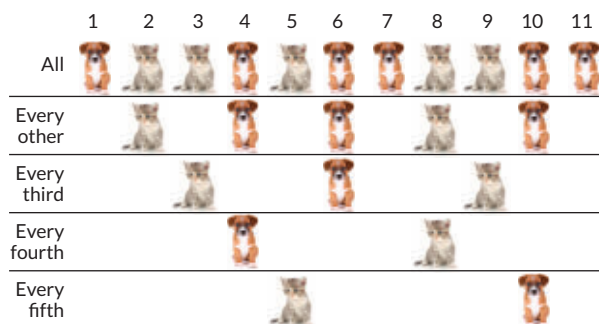 1 2 3 4 5 6 7 8 9 10 11
All
Every
other
Every
third
Every
fourth
Every
fifth